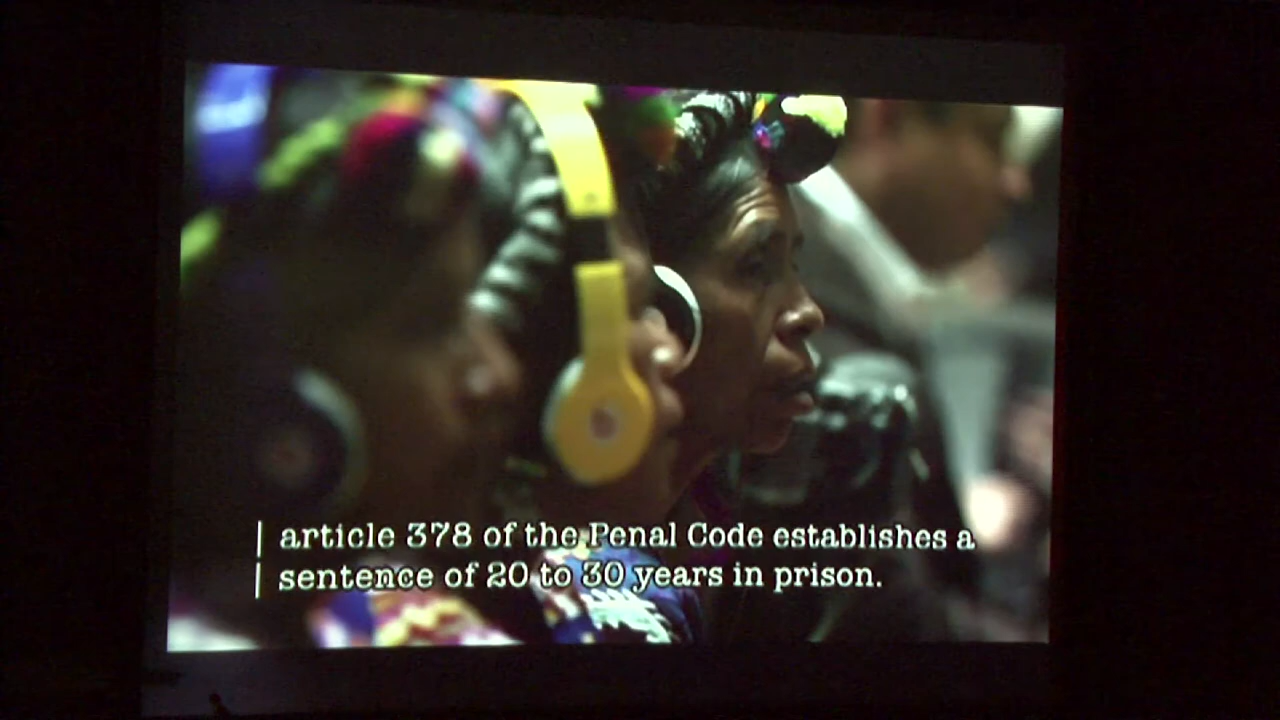 article 378 of the Penal Code establishes a
sentence of 20 to 30 years in prison.